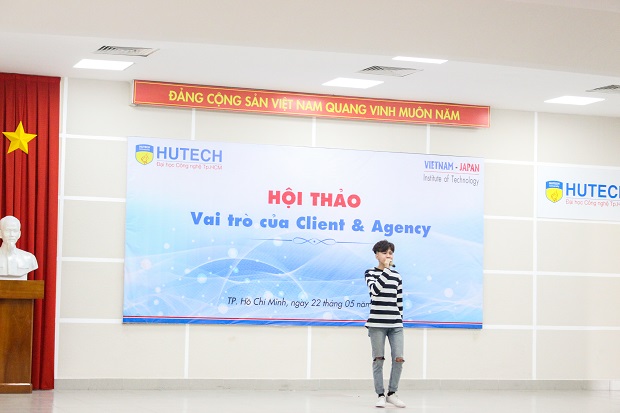 ĐẢNG CỘNG SẢN VIỆT NAM QUANG VINH MUÔN NĂM
HUTECH
Đại học Công nghệ Tp.HCM
VIETNAM - JAPAN
Institute of Technology
HỘI THẢO
Vai trò của Client & Agency
TP. Hồ Chí Minh, ngày 22 tháng 05 năm
HUTECH
Đại học Công nghệ Tp.HCM